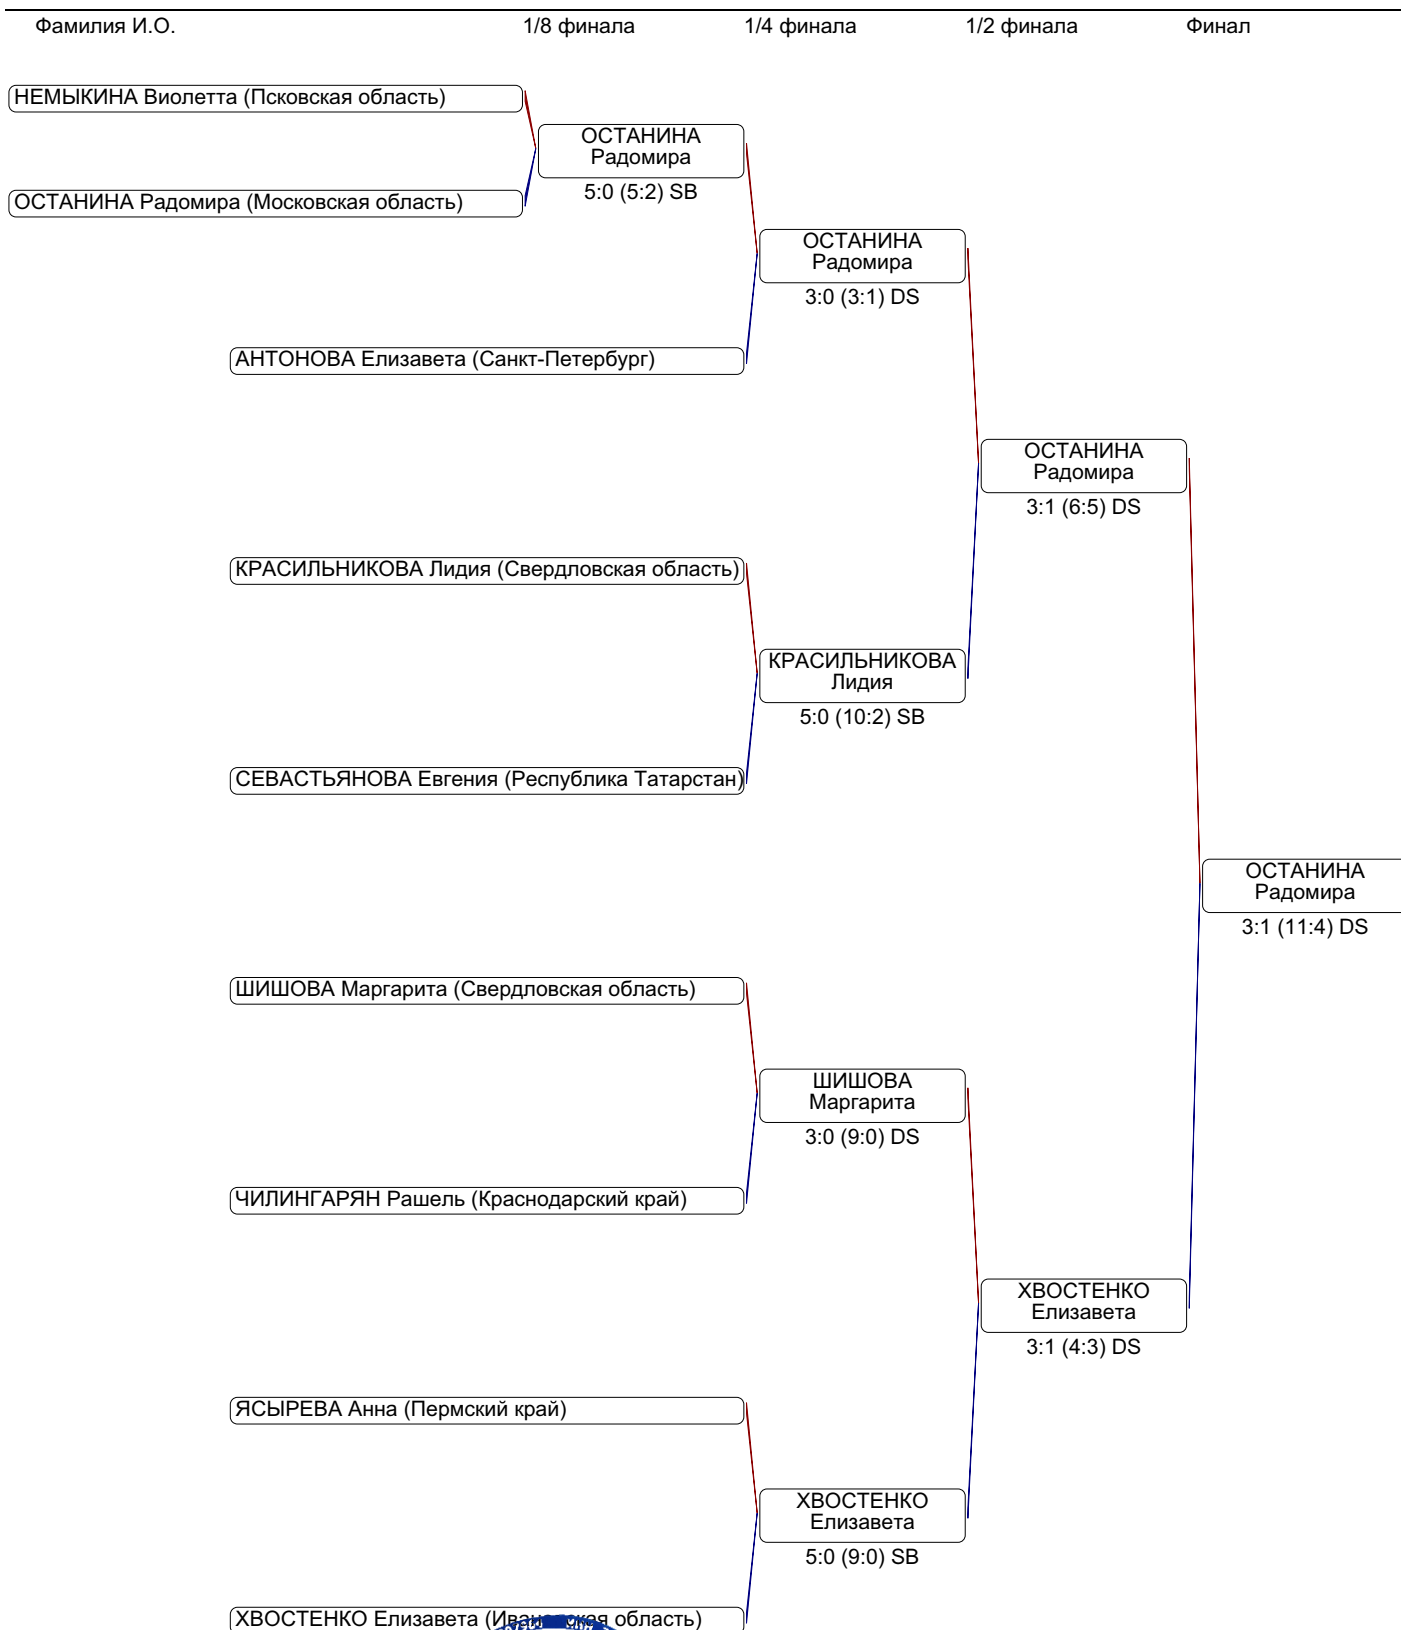 Фамилия И.О. 1/8 финала 1/4 финала 1/2 финала Финал
НЕМЫКИНА Виолетта (Псковская область)
ОСТАНИНА
Радомира
5:0 (5:2) SB
ОСТАНИНА Радомира (Московская область)
ОСТАНИНА
Радомира
3:0 (3:1) DS
АНТОНОВА Елизавета (Санкт-Петербург)
ОСТАНИНА
Радомира
3:1 (6:5) DS
КРАСИЛЬНИКОВА Лидия (Свердловская область)
КРАСИЛЬНИКОВА
Лидия
5:0 (10:2) SB
СЕВАСТЬЯНОВА Евгения (Республика Татарстан)
ОСТАНИНА
Радомира
3:1 (11:4) DS
ШИШОВА Маргарита (Свердловская область)
ШИШОВА
Маргарита
3:0 (9:0) DS
ЧИЛИНГАРЯН Рашель (Краснодарский край)
ХВОСТЕНКО
Елизавета
3:1 (4:3) DS
ЯСЫРЕВА Анна (Пермский край)
ХВОСТЕНКО
Елизавета
5:0 (9:0) SB
ХВОСТЕНКО Елизавета (Ивановская область)